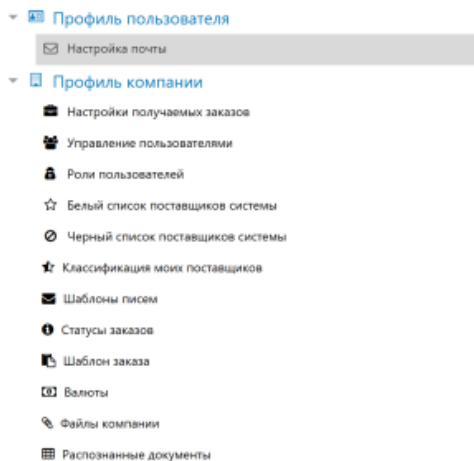 Профиль пользователя
Настройка почты
Профиль компании
Настройки получаемых заказов
Управление пользователями
Роли пользователей
Белый список поставщиков системы
Черный список поставщиков системы
Классификация моих поставщиков
Шаблоны писем
Статусы заказов
Шаблон заказа
Валюты
Файлы компании
Распознанные документы